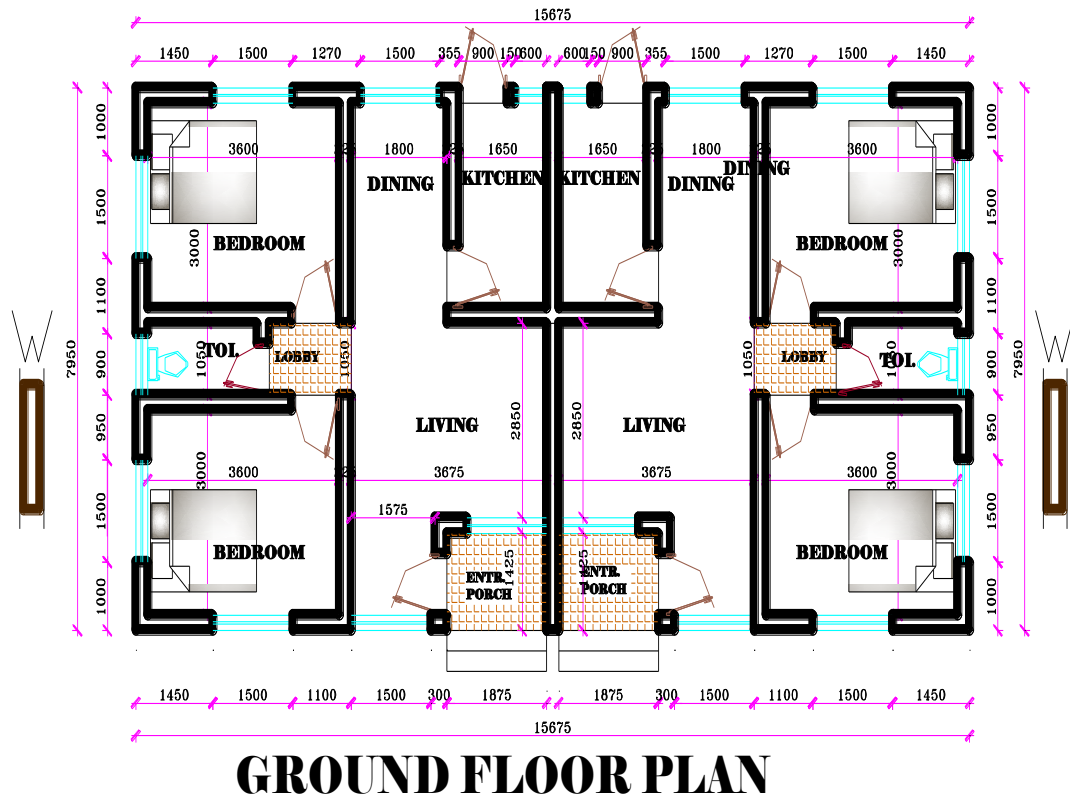 15675
1450 1500 1270 1500 355 900 150 600 600 150 900 355 1500 1270 1500 1450
1000 1000
3600 1800 1650 1650 1800 3600
DINING KITCHEN KITCHEN DINING DINING
1500 1500
BEDROOM BEDROOM
3000 3000
1100 1100
W W
TOI. LOBBY LOBBY TOI.
1050 1050 1050 1050
7950 7950
900 900
LIVING LIVING
2850 2850
950 950
3600 3675 3675 3600
3000 3000
1500 1575 1500
BEDROOM BEDROOM
1425
ENTR. ENTR.
PORCH PORCH
1000 1000
1450 1500 1100 1500 300 1875 1875 300 1500 1100 1500 1450
15675
GROUND FLOOR PLAN